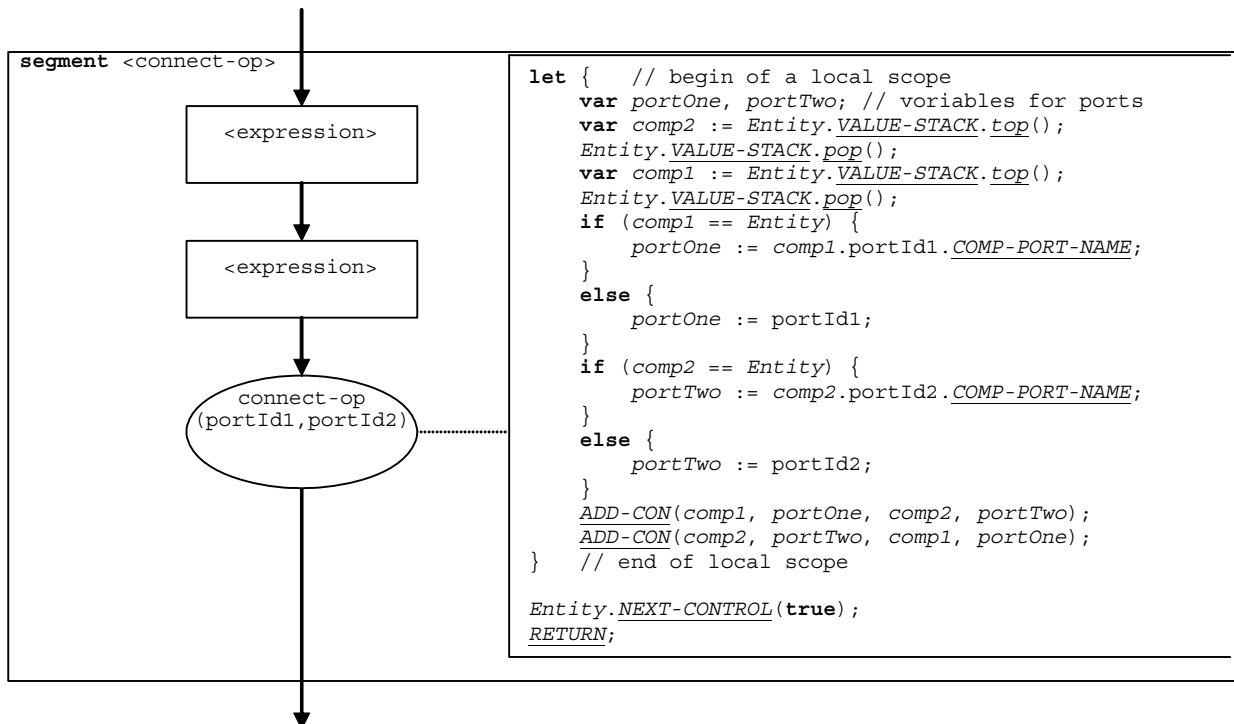 segment <connect-op>
<expression>
<expression>
connect-op
(portId1,portId2)
let {   // begin of a local scope
var portOne, portTwo; // voriables for ports
var comp2 := Entity.VALUE-STACK.top();
Entity.VALUE-STACK.pop();
var comp1 := Entity.VALUE-STACK.top();
Entity.VALUE-STACK.pop();
if (comp1 == Entity) {
portOne := comp1.portId1.COMP-PORT-NAME;
}
else {
portOne := portId1;
}
if (comp2 == Entity) {
portTwo := comp2.portId2.COMP-PORT-NAME;
}
else {
portTwo := portId2;
}
ADD-CON(comp1, portOne, comp2, portTwo);
ADD-CON(comp2, portTwo, comp1, portOne);
}   // end of local scope
Entity.NEXT-CONTROL(true);
RETURN;